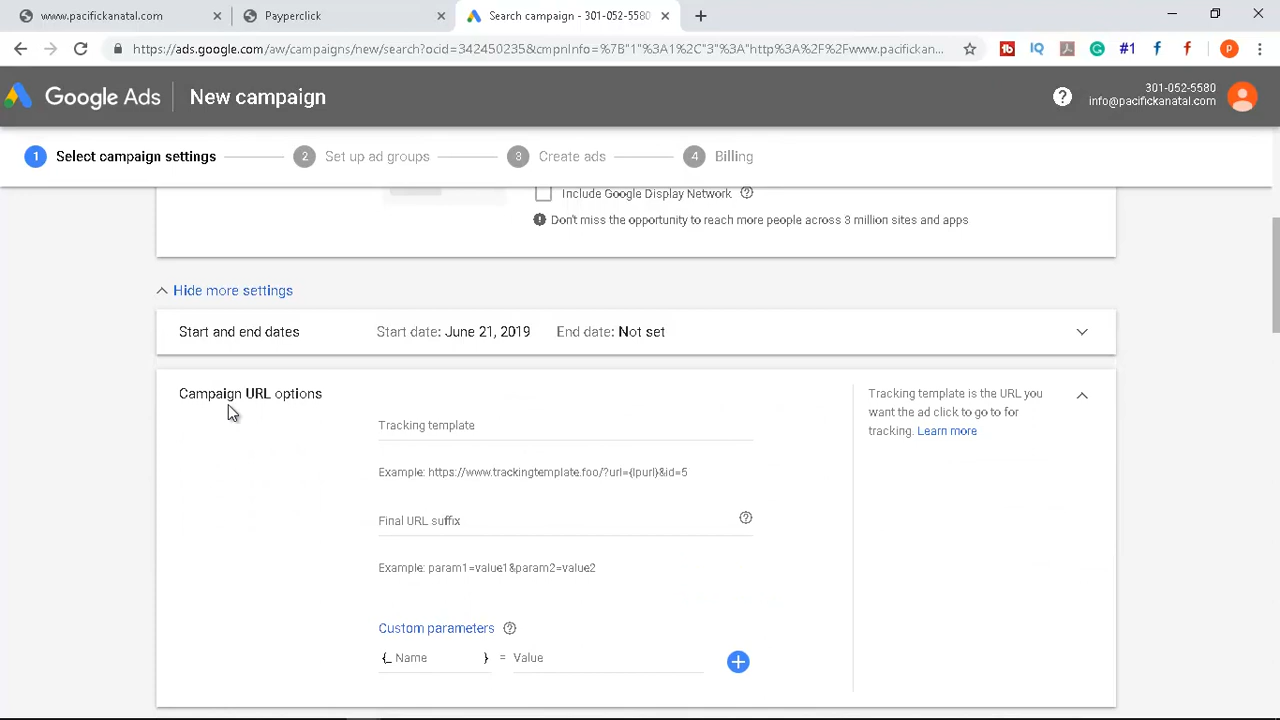 www.pacifickanatal.com
Payperclick
Search campaign - 301-052-5580
https://ads.google.com/aw/campaigns/new/search?ocid=342450235&cmpnInfo=%7B"1"%3A1%2C"3"%3A"http%3A%2F%2Fwww.pacifickan...
Google Ads
New campaign
301-052-5580
info@pacifickanatal.com
1 Select campaign settings
2 Set up ad groups
3 Create ads
4 Billing
Include Google Display Network
Don't miss the opportunity to reach more people across 3 million sites and apps
Hide more settings
Start and end dates
Start date: June 21, 2019
End date: Not set
Campaign URL options
Tracking template is the URL you
want the ad click to go to for
tracking. Learn more
Tracking template
Example: https://www.trackingtemplate.foo/?url={lpurl}&id=5
Final URL suffix
Example: param1=value1&param2=value2
Custom parameters
{_ Name } = Value